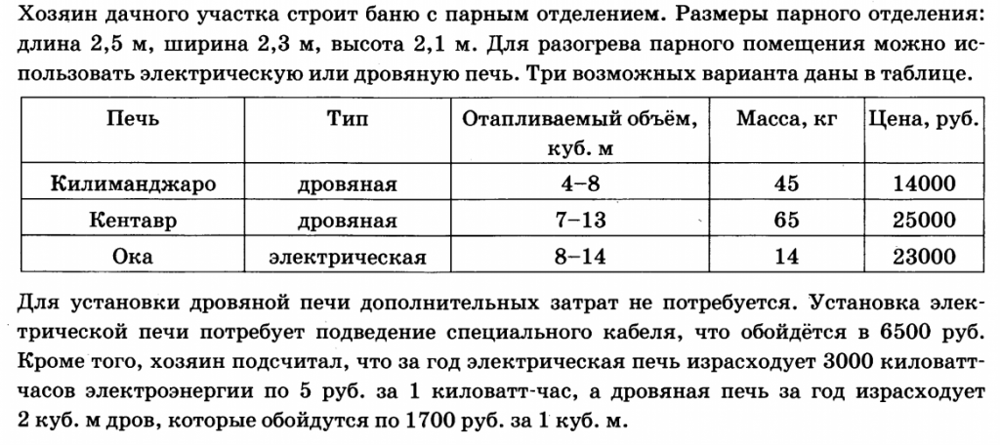 Хозяин дачного участка строит баню с парным отделением. Размеры парного отделения:
длина 2,5 м, ширина 2,3 м, высота 2,1 м. Для разогрева парного помещения можно ис-
пользовать электрическую или дровяную печь. Три возможных варианта даны в таблице.
Печь Тип Отапливаемый объём, Масса, кг Цена, руб.
куб. м
Килиманджаро дровяная 4–8 45 14000
Кентавр дровяная 7–13 65 25000
Ока электрическая 8–14 14 23000
Для установки дровяной печи дополнительных затрат не потребуется. Установка элек-
трической печи потребует подведение специального кабеля, что обойдётся в 6500 руб.
Кроме того, хозяин подсчитал, что за год электрическая печь израсходует 3000 киловатт-
часов электроэнергии по 5 руб. за 1 киловатт-час, а дровяная печь за год израсходует
2 куб. м дров, которые обойдутся по 1700 руб. за 1 куб. м.